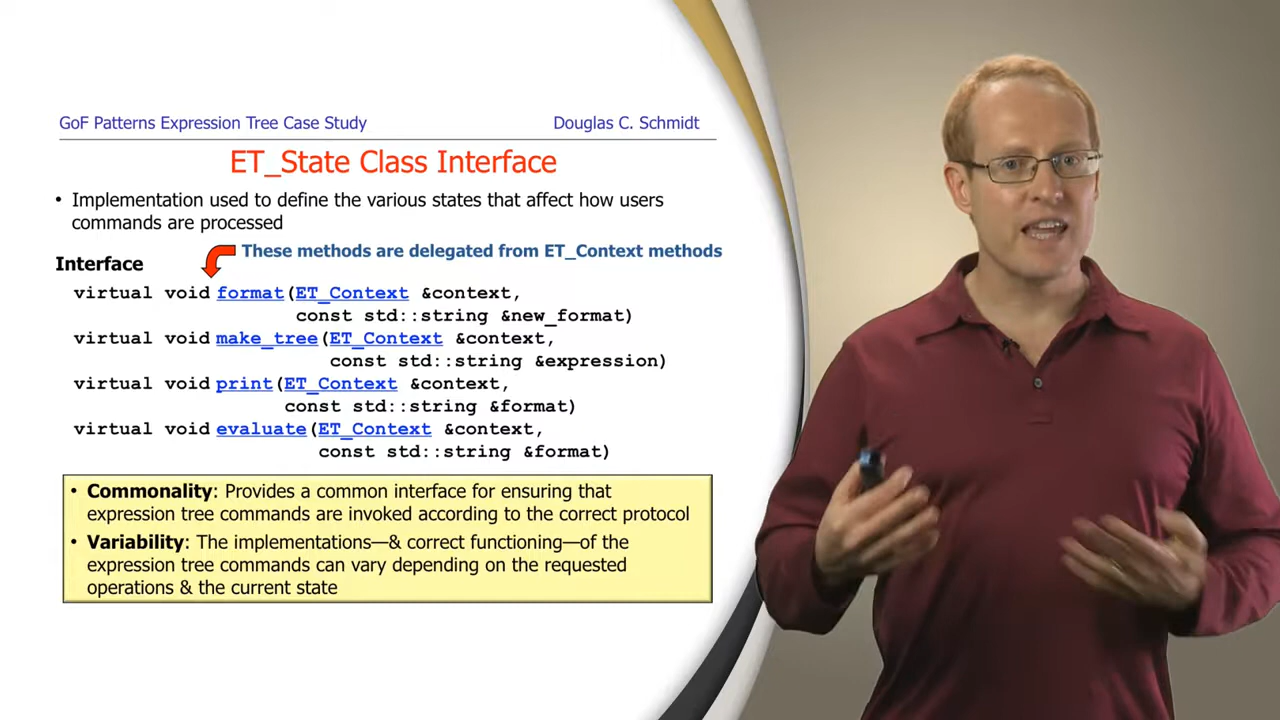 GoF Patterns Expression Tree Case Study Douglas C. Schmidt
ET_State Class Interface
• Implementation used to define the various states that affect how users
commands are processed
These methods are delegated from ET_Context methods
Interface
virtual void format(ET_Context &context,
const std::string &new_format)
virtual void make_tree(ET_Context &context,
const std::string &expression)
virtual void print(ET_Context &context,
const std::string &format)
virtual void evaluate(ET_Context &context,
const std::string &format)
• Commonality: Provides a common interface for ensuring that
expression tree commands are invoked according to the correct protocol
• Variability: The implementations—& correct functioning—of the
expression tree commands can vary depending on the requested
operations & the current state